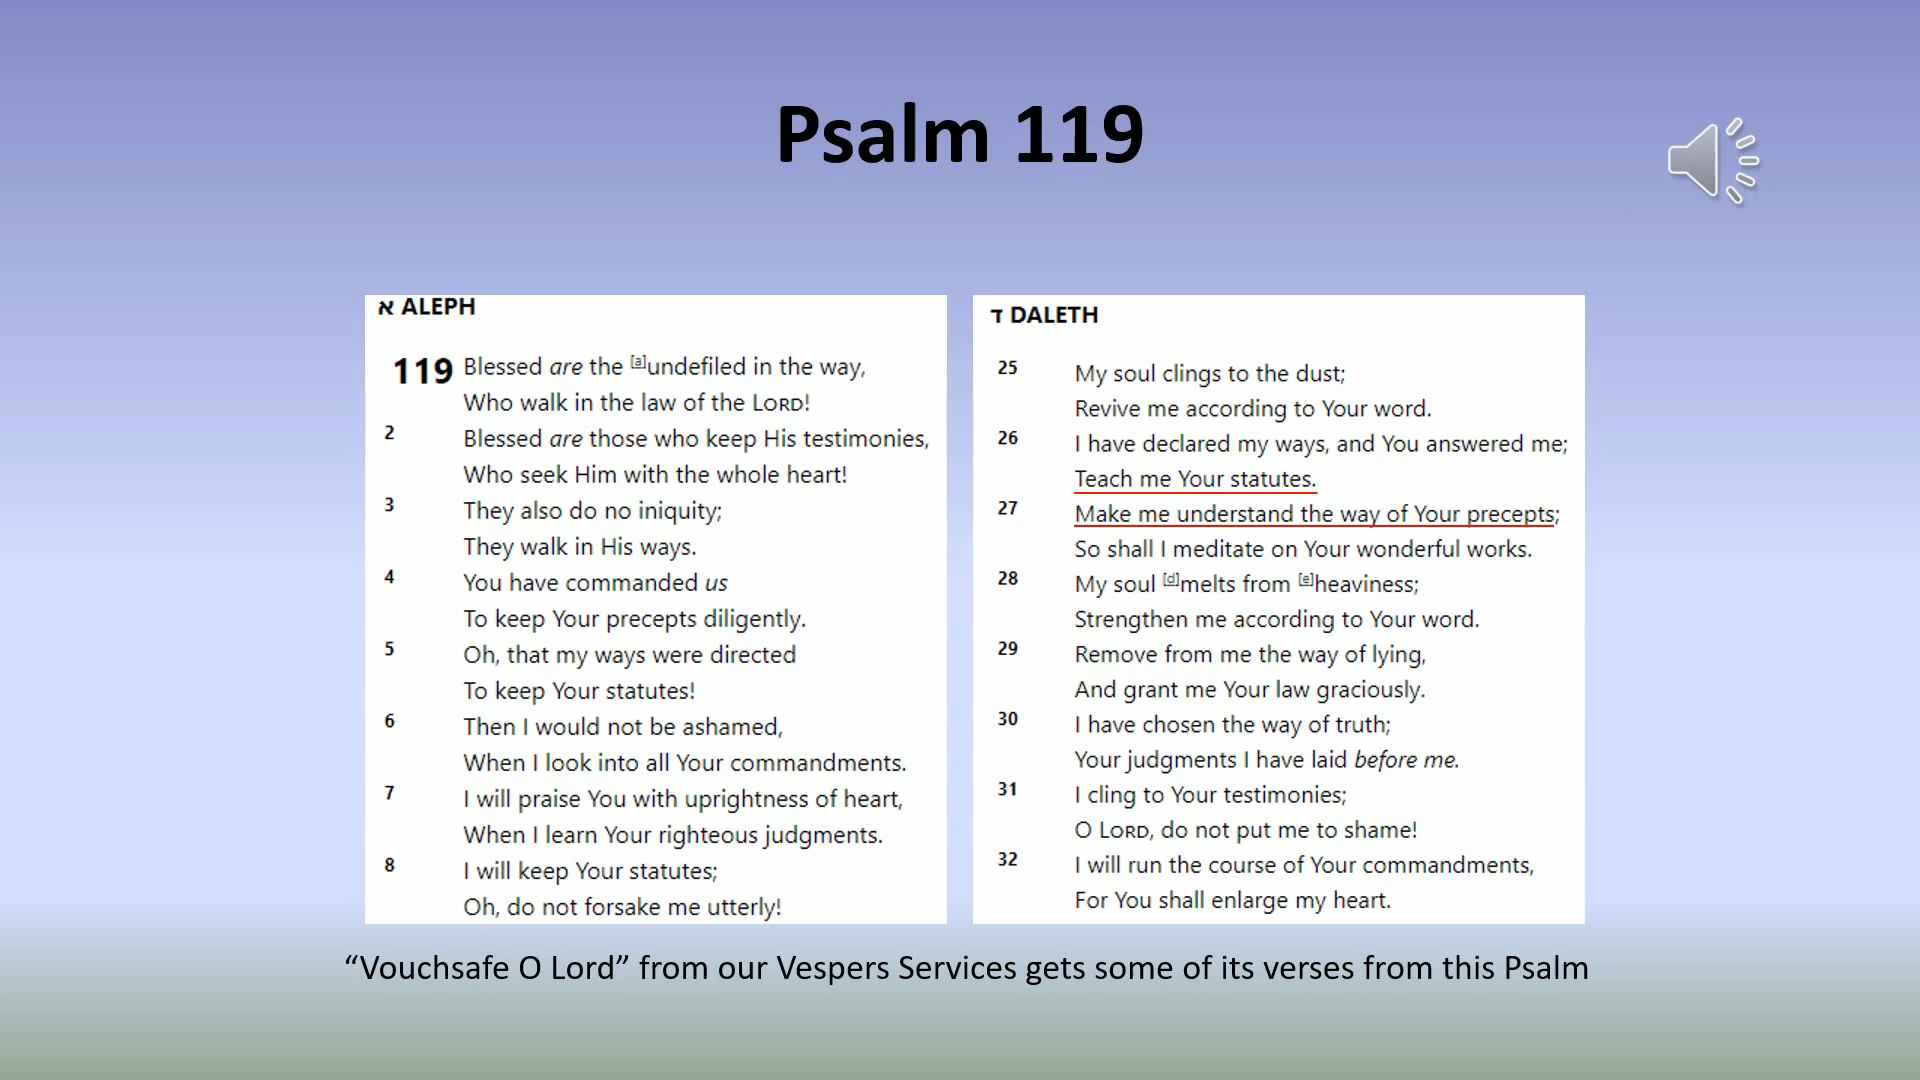 Psalm 119
א ALEPH
119 Blessed are the [a]undefiled in the way,
Who walk in the law of the LORD!
2 Blessed are those who keep His testimonies,
Who seek Him with the whole heart!
3 They also do no iniquity;
They walk in His ways.
4 You have commanded us
To keep Your precepts diligently.
5 Oh, that my ways were directed
To keep Your statutes!
6 Then I would not be ashamed,
When I look into all Your commandments.
7 I will praise You with uprightness of heart,
When I learn Your righteous judgments.
8 I will keep Your statutes;
Oh, do not forsake me utterly!
ד DALETH
25 My soul clings to the dust;
Revive me according to Your word.
26 I have declared my ways, and You answered me;
Teach me Your statutes.
27 Make me understand the way of Your precepts;
So shall I meditate on Your wonderful works.
28 My soul [d]melts from [e]heaviness;
Strengthen me according to Your word.
29 Remove from me the way of lying,
And grant me Your law graciously.
30 I have chosen the way of truth;
Your judgments I have laid before me.
31 I cling to Your testimonies;
O LORD, do not put me to shame!
32 I will run the course of Your commandments,
For You shall enlarge my heart.
“Vouchsafe O Lord” from our Vespers Services gets some of its verses from this Psalm